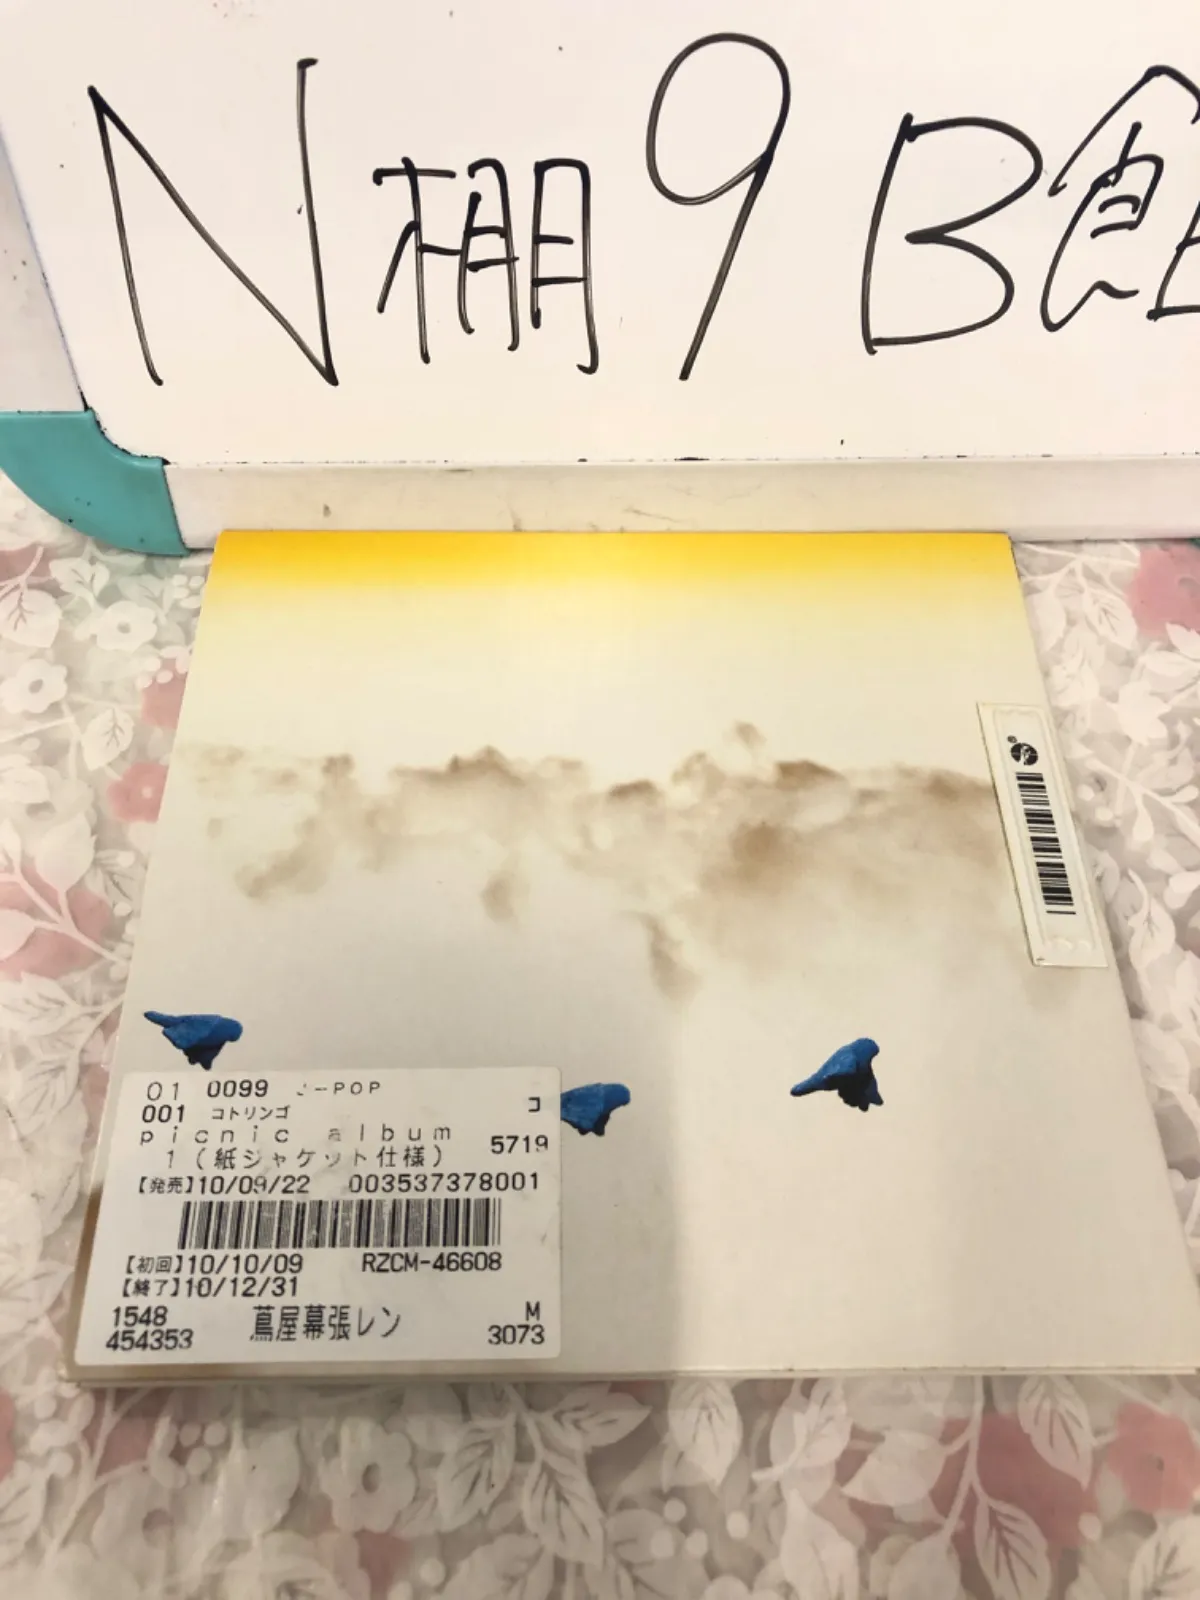 N棚9B館
01 0099 J-POP
001 コトリンゴ コ
picnic album 5719
1(紙ジャケット仕様)
【発売】10/09/22 003537378001
【初回】10/10/09 RZCM-46608
【終了】10/12/31
1548 蔦屋幕張レン M
454353 3073